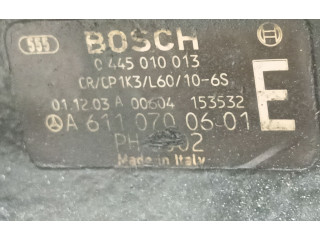 SSS BOSCH
0 445 010 013
CR/CP1K3/L60/10-6S
01.12.03 A 00604 153532
A 611 070 06 01 E
Made in Italy